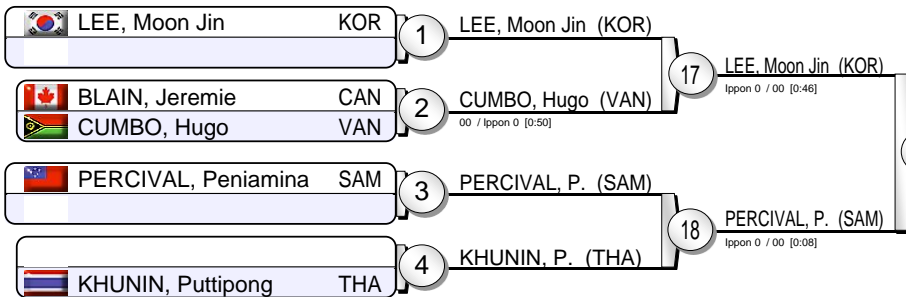 LEE, Moon Jin KOR
1
LEE, Moon Jin (KOR)
BLAIN, Jeremie CAN
CUMBO, Hugo VAN
2
CUMBO, Hugo (VAN)
00 / Ippon 0 [0:50]
17
LEE, Moon Jin (KOR)
Ippon 0 / 00 [0:46]
PERCIVAL, Peniamina SAM
3
PERCIVAL, P. (SAM)
KHUNIN, Puttipong THA
4
KHUNIN, P. (THA)
18
PERCIVAL, P. (SAM)
Ippon 0 / 00 [0:08]